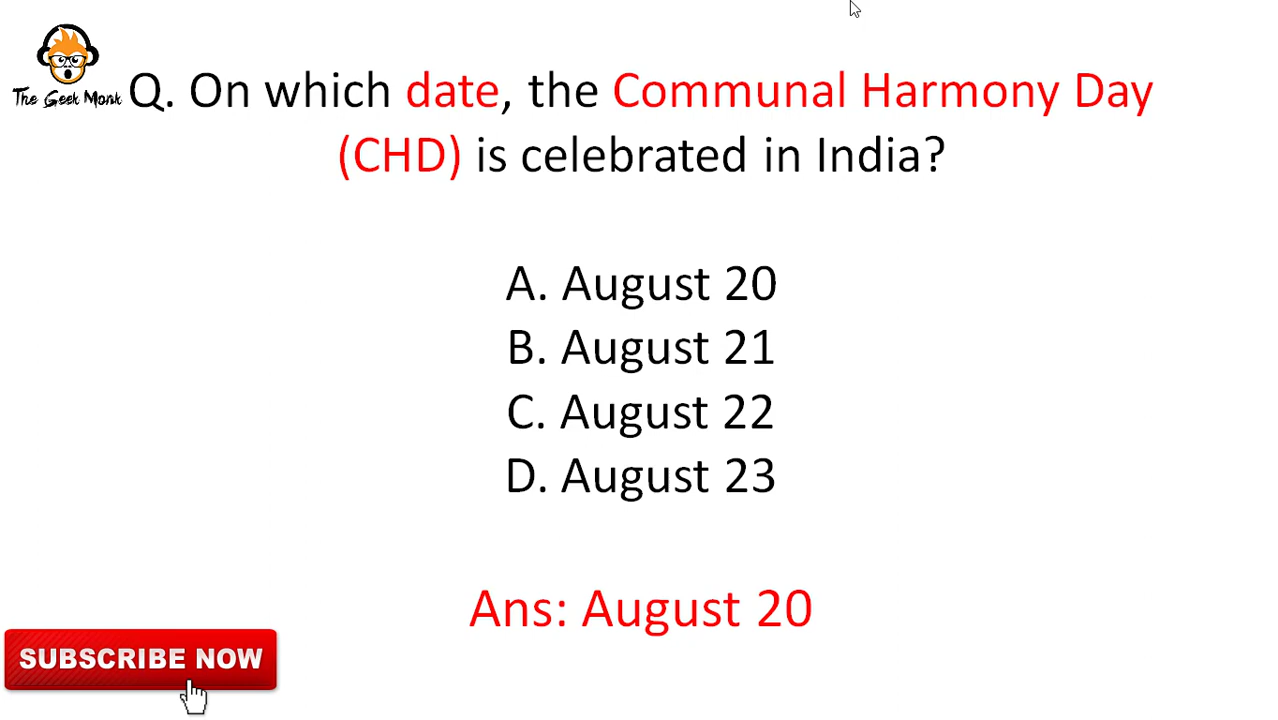 The Geek Monk
Q. On which date, the Communal Harmony Day
(CHD) is celebrated in India?
A. August 20
B. August 21
C. August 22
D. August 23
Ans: August 20
SUBSCRIBE NOW